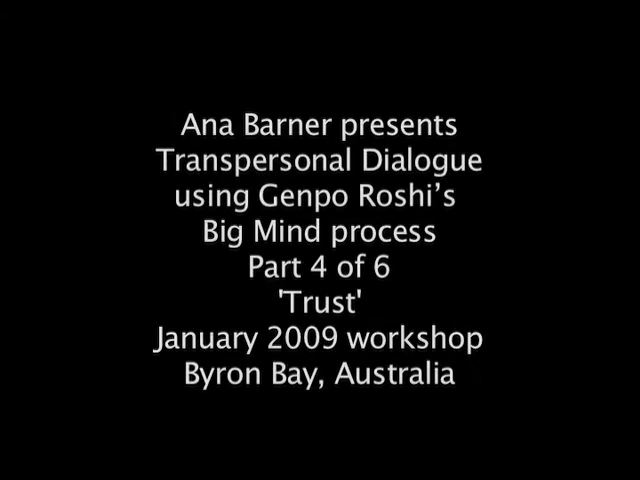 Ana Barner presents
Transpersonal Dialogue
using Genpo Roshi’s
Big Mind process
Part 4 of 6
'Trust'
January 2009 workshop
Byron Bay, Australia